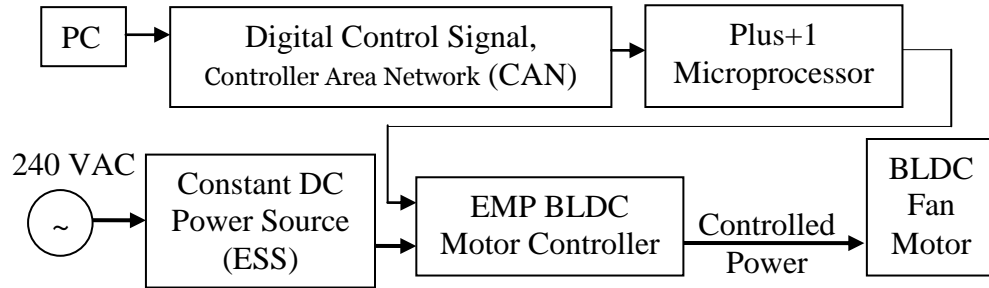 PC
Digital Control Signal,
Controller Area Network (CAN)
Plus+1
Microprocessor
240 VAC
~
Constant DC
Power Source
(ESS)
EMP BLDC
Motor Controller
Controlled
Power
BLDC
Fan
Motor